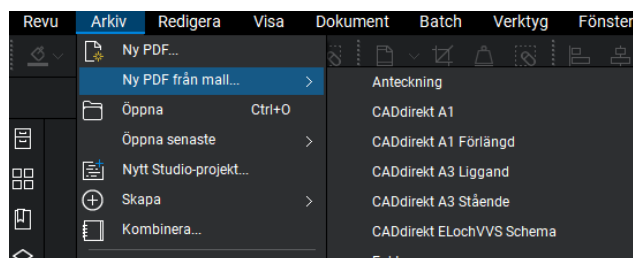 Revu Arkiv Redigera Visa Dokument Batch Verktyg Fönster
Ny PDF...
Ny PDF från mall...
Öppna Ctrl+O
Öppna senaste
Nytt Studio-projekt...
Skapa
Kombinera...
Anteckning
CADdirekt A1
CADdirekt A1 Förlängd
CADdirekt A3 Liggand
CADdirekt A3 Stående
CADdirekt ELochVVS Schema